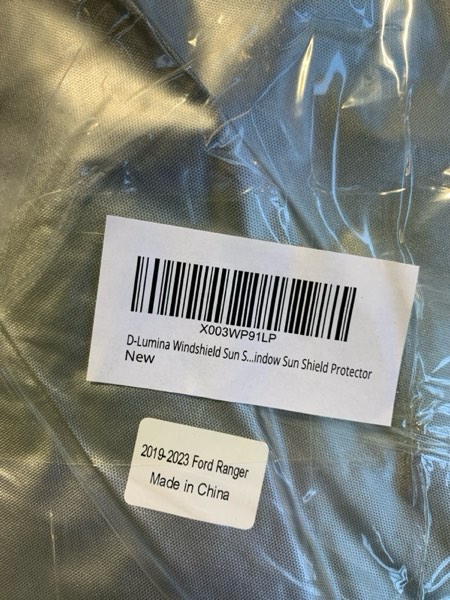 X003WP91LP
D-Lumina Windshield Sun S...indow Sun Shield Protector
New
2019-2023 Ford Ranger
Made in China